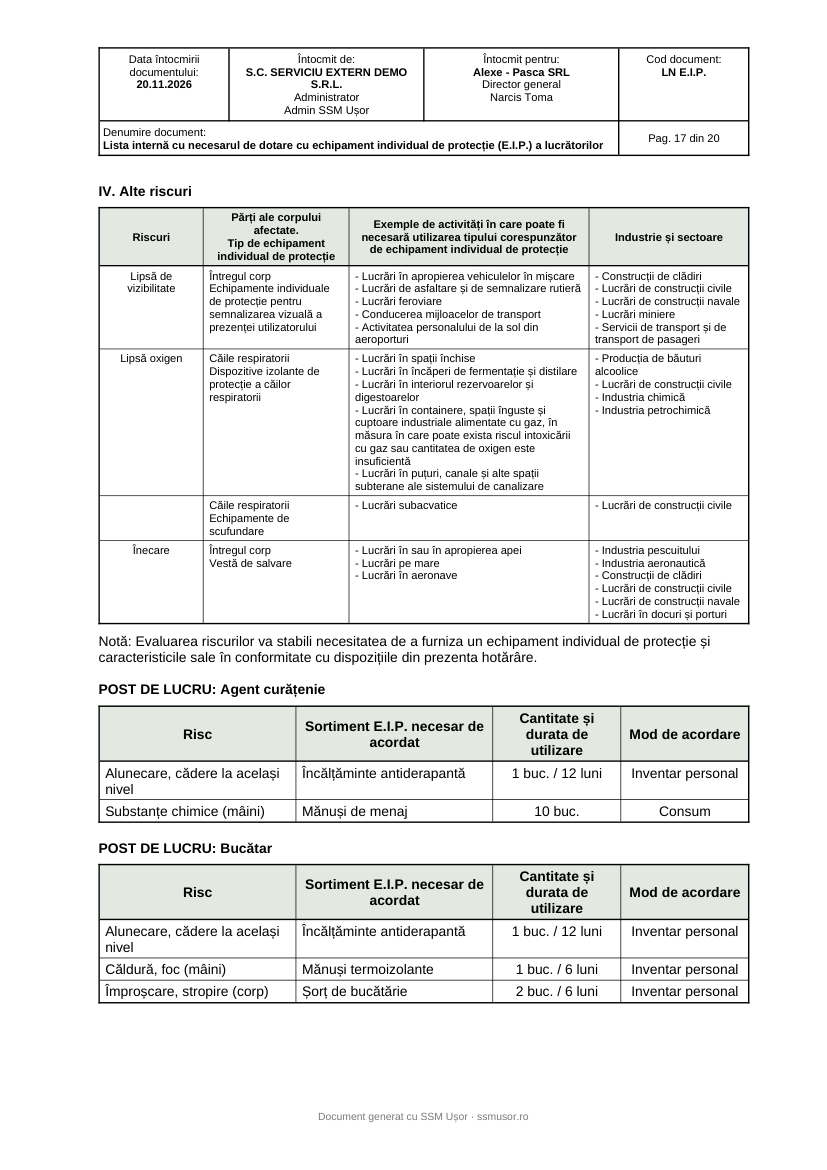 Data întocmirii
documentului:
20.11.2026
Întocmit de:
S.C. SERVICIU EXTERN DEMO
S.R.L.
Administrator
Admin SSM Ușor
Întocmit pentru:
Alexe - Pasca SRL
Director general
Narcis Toma
Cod document:
LN E.I.P.
Denumire document:
Lista internă cu necesarul de dotare cu echipament individual de protecție (E.I.P.) a lucrătorilor
Pag. 17 din 20
IV. Alte riscuri
Riscuri
Părți ale corpului
afectate.
Tip de echipament
individual de protecție
Exemple de activități în care poate fi
necesară utilizarea tipului corespunzător
de echipament individual de protecție
Industrie și sectoare
Lipsă de
vizibilitate
Întregul corp
Echipamente individuale
de protecție pentru
semnalizarea vizuală a
prezenței utilizatorului
- Lucrări în apropierea vehiculelor în mișcare
- Lucrări de asfaltare și de semnalizare rutieră
- Lucrări feroviare
- Conducerea mijloacelor de transport
- Activitatea personalului de la sol din
aeroporturi
- Construcții de clădiri
- Lucrări de construcții civile
- Lucrări de construcții navale
- Lucrări miniere
- Servicii de transport și de
transport de pasageri
Lipsă oxigen
Căile respiratorii
Dispozitive izolante de
protecție a căilor
respiratorii
- Lucrări în spații închise
- Lucrări în încăperi de fermentație și distilare
- Lucrări în interiorul rezervoarelor și
digestoarelor
- Lucrări în containere, spații înguste și
cuptoare industriale alimentate cu gaz, în
măsura în care poate exista riscul intoxicării
cu gaz sau cantitatea de oxigen este
insuficientă
- Lucrări în puțuri, canale și alte spații
subterane ale sistemului de canalizare
- Producția de băuturi
alcoolice
- Lucrări de construcții civile
- Industria chimică
- Industria petrochimică
Căile respiratorii
Echipamente de
scufundare
- Lucrări subacvatice
- Lucrări de construcții civile
Înecare
Întregul corp
Vestă de salvare
- Lucrări în sau în apropierea apei
- Lucrări pe mare
- Lucrări în aeronave
- Industria pescuitului
- Industria aeronautică
- Construcții de clădiri
- Lucrări de construcții civile
- Lucrări de construcții navale
- Lucrări în docuri și porturi
Notă: Evaluarea riscurilor va stabili necesitatea de a furniza un echipament individual de protecție și
caracteristicile sale în conformitate cu dispozițiile din prezenta hotărâre.
POST DE LUCRU: Agent curățenie
Risc
Sortiment E.I.P. necesar de
acordat
Cantitate și
durata de
utilizare
Mod de acordare
Alunecare, cădere la același
nivel
Încălțăminte antiderapantă
1 buc. / 12 luni
Inventar personal
Substanțe chimice (mâini)
Mănuși de menaj
10 buc.
Consum
POST DE LUCRU: Bucătar
Risc
Sortiment E.I.P. necesar de
acordat
Cantitate și
durata de
utilizare
Mod de acordare
Alunecare, cădere la același
nivel
Încălțăminte antiderapantă
1 buc. / 12 luni
Inventar personal
Căldură, foc (mâini)
Mănuși termoizolante
1 buc. / 6 luni
Inventar personal
Împroșcare, stropire (corp)
Șorț de bucătărie
2 buc. / 6 luni
Inventar personal
Document generat cu SSM Ușor · ssmusor.ro